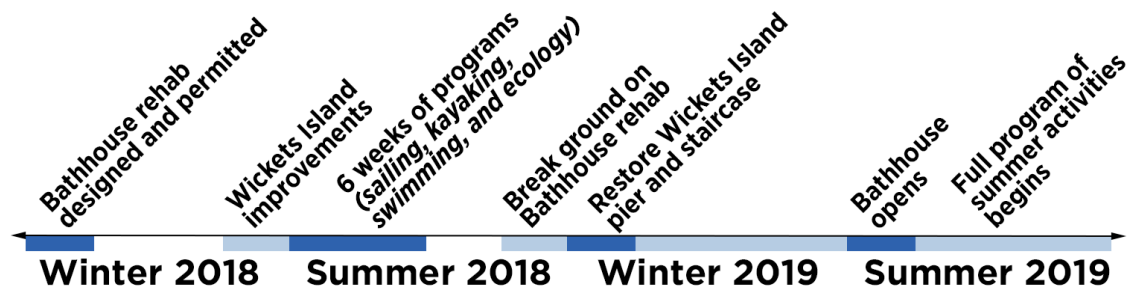 Bathhouse rehab
designed and permitted
Wickets Island
improvements
6 weeks of programs
(sailing, kayaking,
swimming, and ecology)
Break ground on
Bathhouse rehab
Restore Wickets Island
pier and staircase
Bathhouse
opens
Full program of
summer activities
begins
Winter 2018
Summer 2018
Winter 2019
Summer 2019